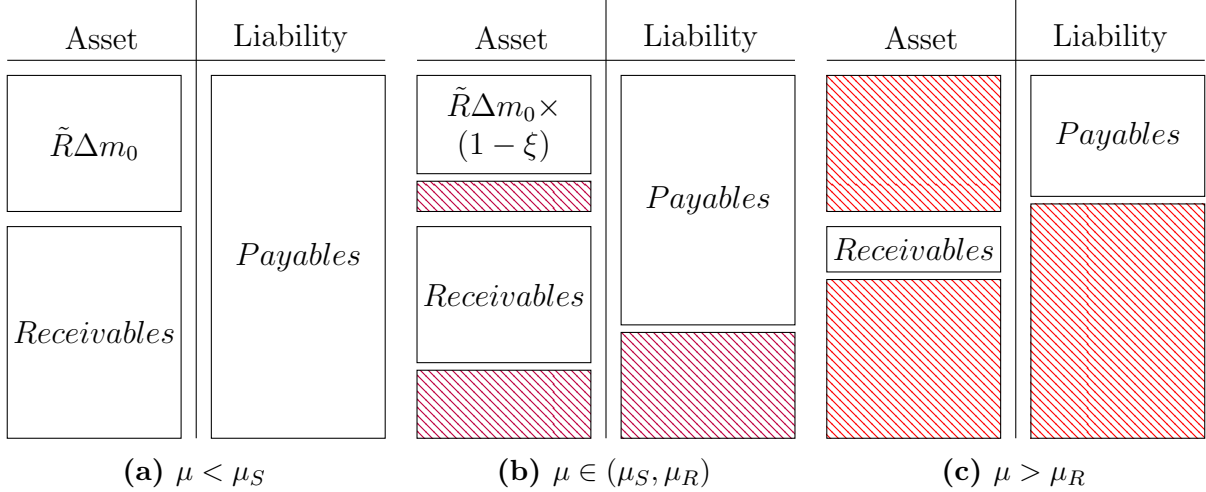 Asset Liability Asset Liability Asset Liability
R̃Δm₀
Receivables
Payables
R̃Δm₀×
(1 − ξ)
Receivables
Payables
Receivables
Payables
(a) μ < μ_S (b) μ ∈ (μ_S, μ_R) (c) μ > μ_R